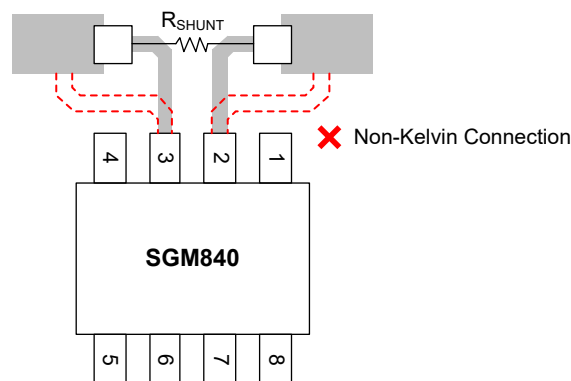 RSHUNT
Non-Kelvin Connection
4 3 2 1
SGM840
5 6 7 8